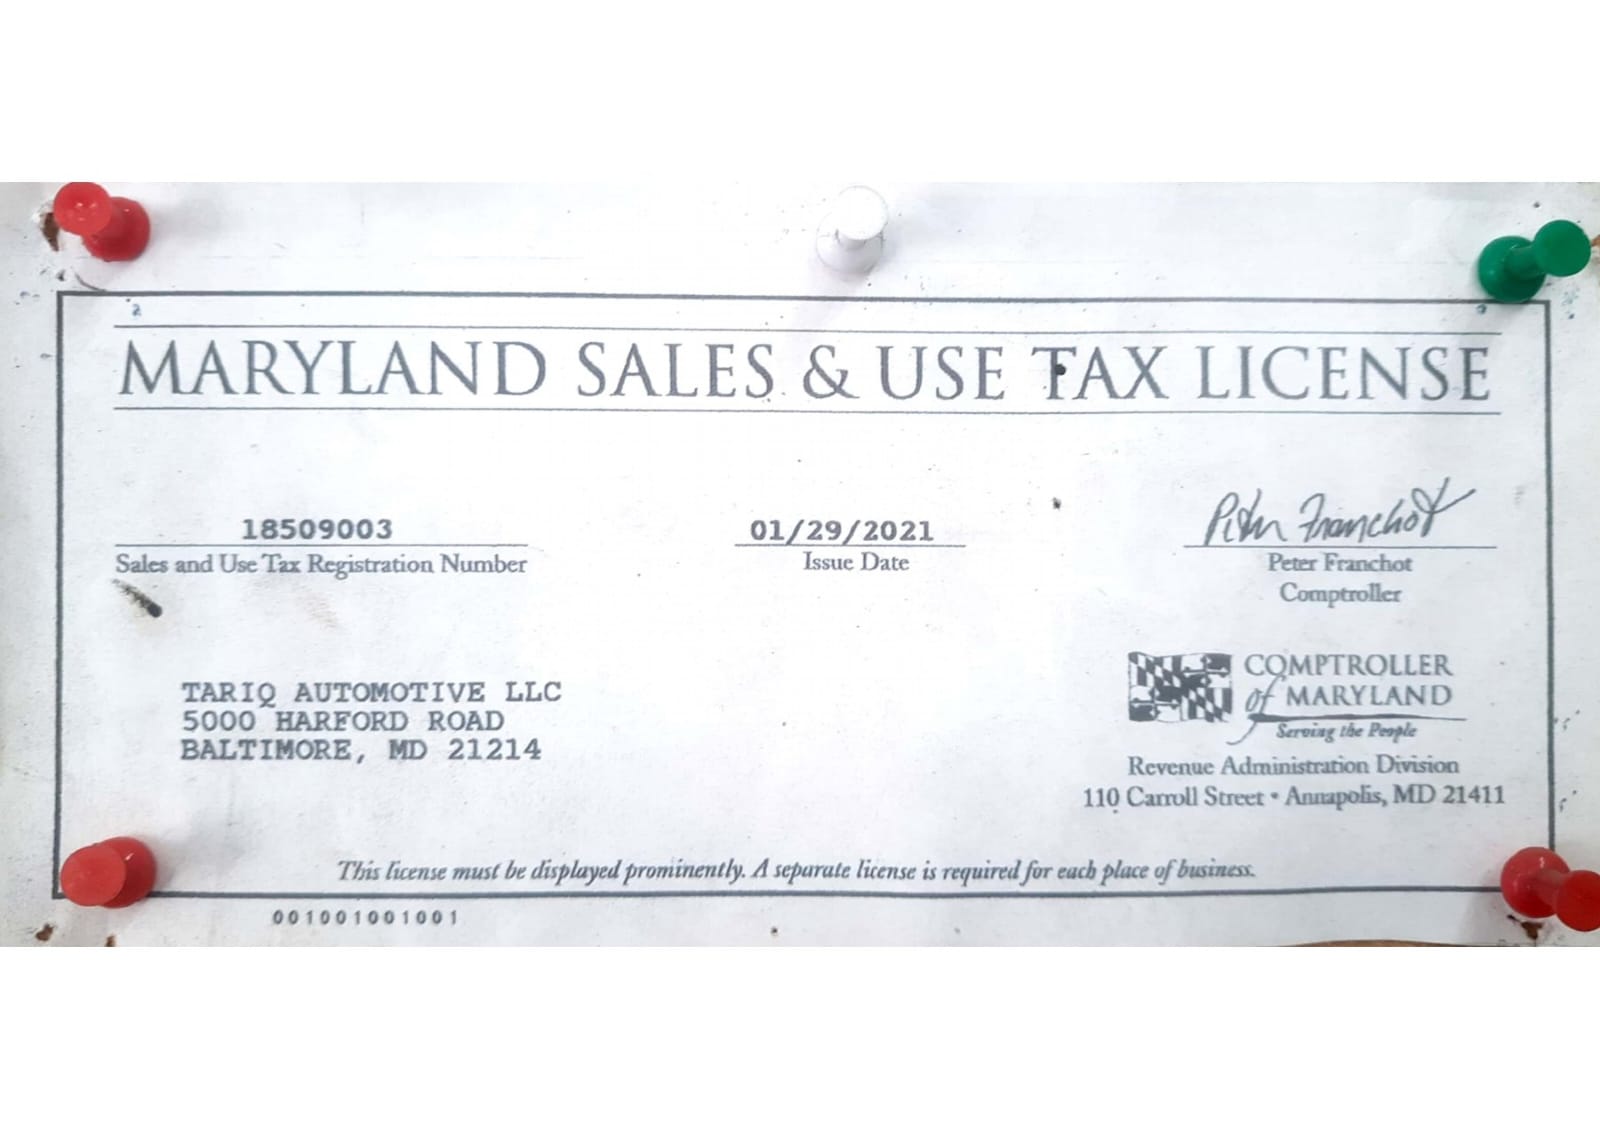 MARYLAND SALES & USE TAX LICENSE
18509003
Sales and Use Tax Registration Number
01/29/2021
Issue Date
Peter Franchot
Peter Franchot
Comptroller
TARIQ AUTOMOTIVE LLC
5000 HARFORD ROAD
BALTIMORE, MD 21214
COMPTROLLER
of MARYLAND
Serving the People
Revenue Administration Division
110 Carroll Street • Annapolis, MD 21411
This license must be displayed prominently. A separate license is required for each place of business.
001001001001